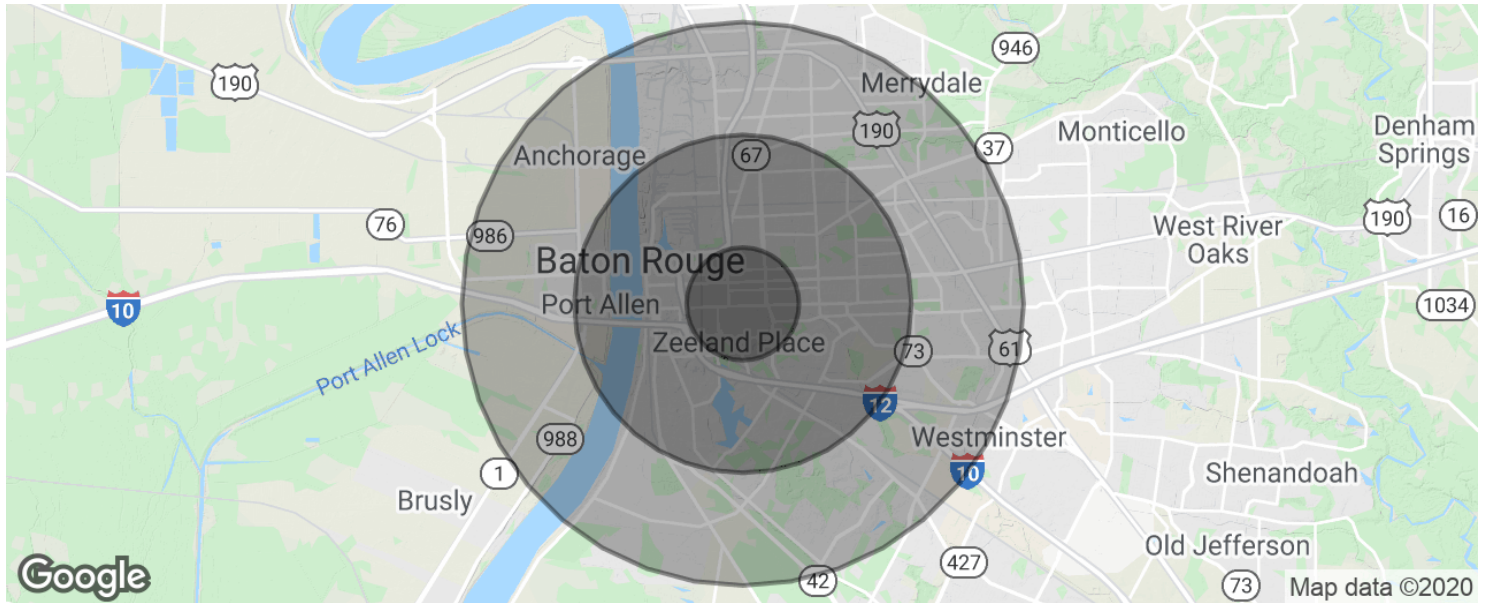 946
190
Merrydale
190
Monticello
Denham
Springs
Anchorage
67
37
76
986
190
16
West River
Oaks
Baton Rouge
10
Port Allen
1034
Zeeland Place
73
61
Port Allen Lock
12
988
Westminster
1
10
Shenandoah
Brusly
Old Jefferson
427
Google
42
73
Map data ©2020